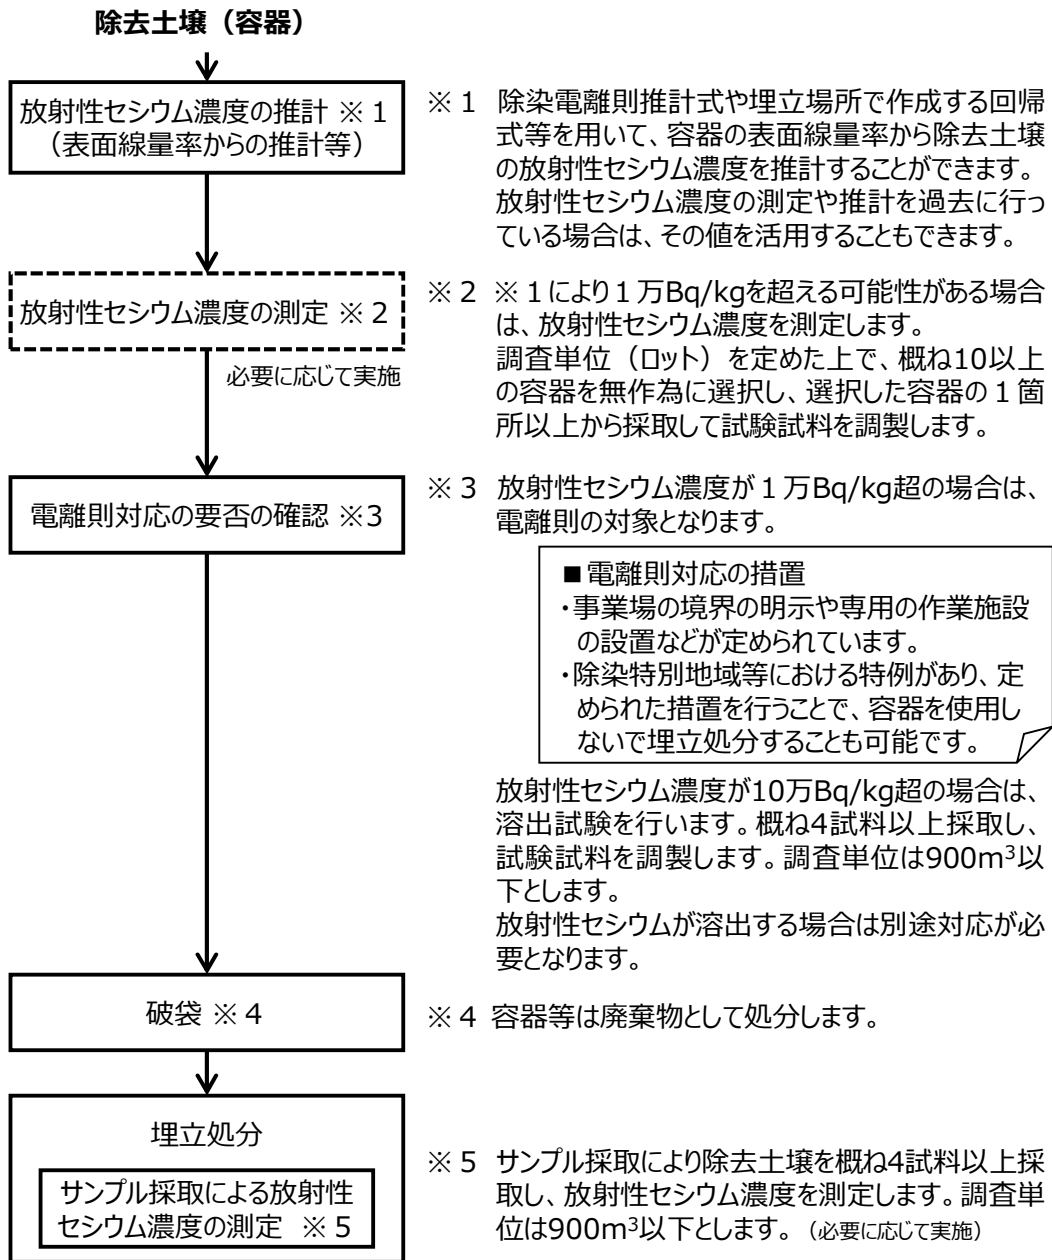 除去土壌（容器）
放射性セシウム濃度の推計 ※１
（表面線量率からの推計等）
※１ 除染電離則推計式や埋立場所で作成する回帰
式等を用いて、容器の表面線量率から除去土壌
の放射性セシウム濃度を推計することができます。
放射性セシウム濃度の測定や推計を過去に行っ
ている場合は、その値を活用することもできます。
放射性セシウム濃度の測定 ※２
必要に応じて実施
※２ ※１により１万Bq/kgを超える可能性がある場合
は、放射性セシウム濃度を測定します。
調査単位（ロット）を定めた上で、概ね10以上
の容器を無作為に選択し、選択した容器の１箇
所以上から採取して試験試料を調製します。
電離則対応の要否の確認 ※3
※３ 放射性セシウム濃度が１万Bq/kg超の場合は、
電離則の対象となります。
■電離則対応の措置
・事業場の境界の明示や専用の作業施設
の設置などが定められています。
・除染特別地域等における特例があり、定
められた措置を行うことで、容器を使用し
ないで埋立処分することも可能です。
放射性セシウム濃度が10万Bq/kg超の場合は、
溶出試験を行います。概ね4試料以上採取し、
試験試料を調製します。調査単位は900m³以
下とします。
放射性セシウムが溶出する場合は別途対応が必
要となります。
破袋 ※４
※４ 容器等は廃棄物として処分します。
埋立処分
サンプル採取による放射性
セシウム濃度の測定 ※５
※５ サンプル採取により除去土壌を概ね4試料以上採
取し、放射性セシウム濃度を測定します。調査単
位は900m³以下とします。（必要に応じて実施）